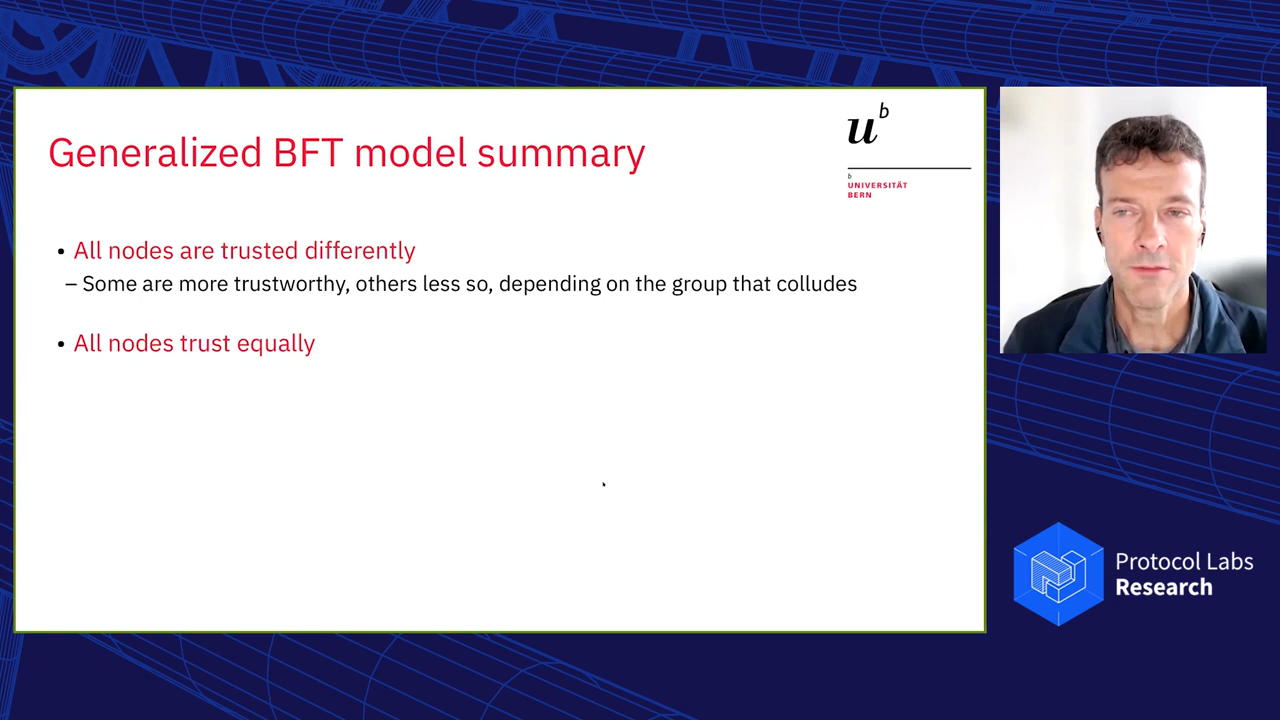 Generalized BFT model summary
u b
b
UNIVERSITÄT
BERN
• All nodes are trusted differently
– Some are more trustworthy, others less so, depending on the group that colludes
• All nodes trust equally
Protocol Labs
Research